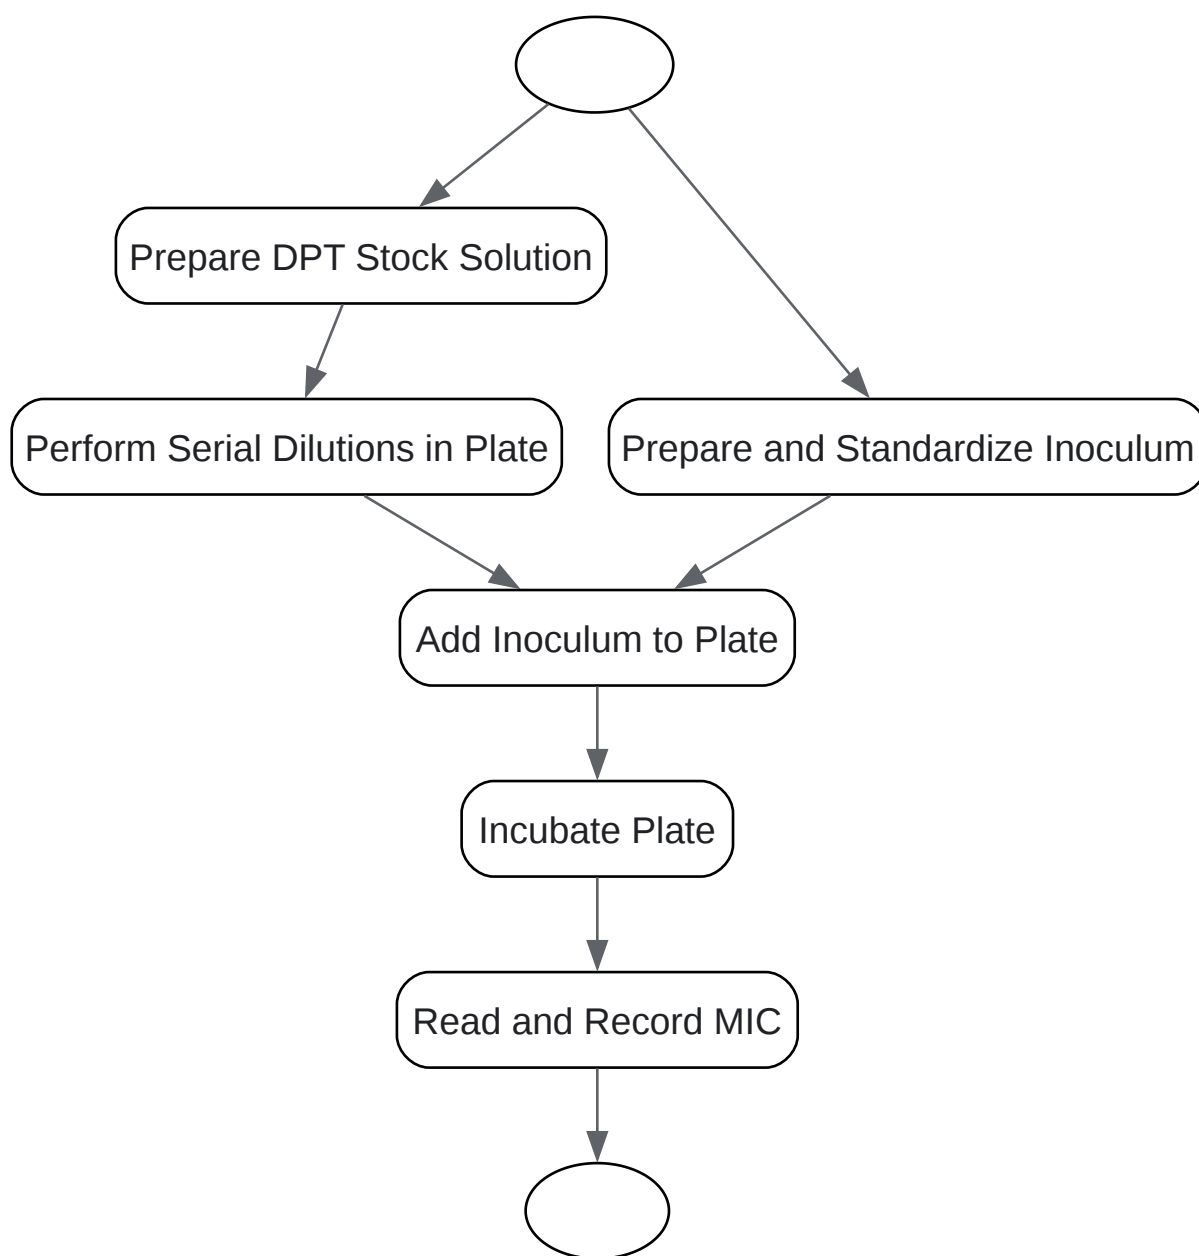 Prepare DPT Stock Solution
Perform Serial Dilutions in Plate
Prepare and Standardize Inoculum
Add Inoculum to Plate
Incubate Plate
Read and Record MIC